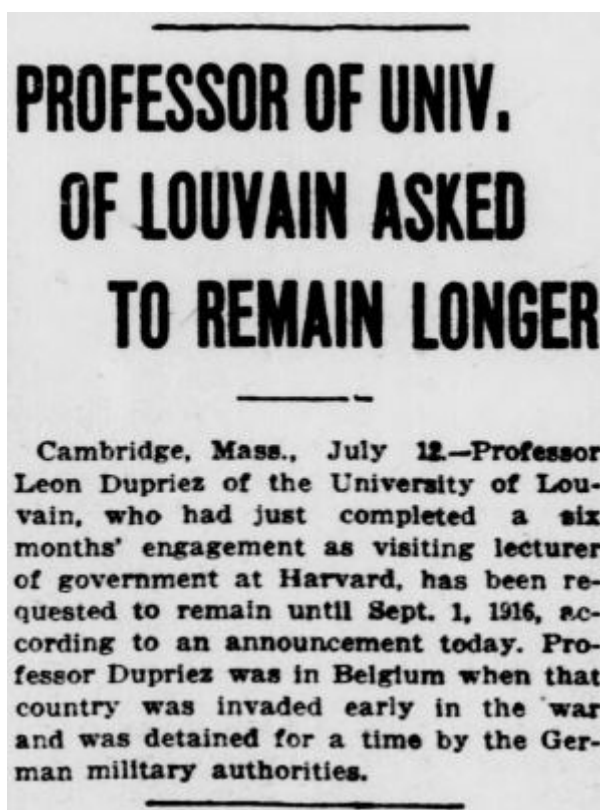 PROFESSOR OF UNIV.
OF LOUVAIN ASKED
TO REMAIN LONGER
Cambridge, Mass., July 12.—Professor
Leon Dupriez of the University of Lou-
vain, who had just completed a six
months' engagement as visiting lecturer
of government at Harvard, has been re-
quested to remain until Sept. 1, 1916, ac-
cording to an announcement today. Pro-
fessor Dupriez was in Belgium when that
country was invaded early in the war
and was detained for a time by the Ger-
man military authorities.